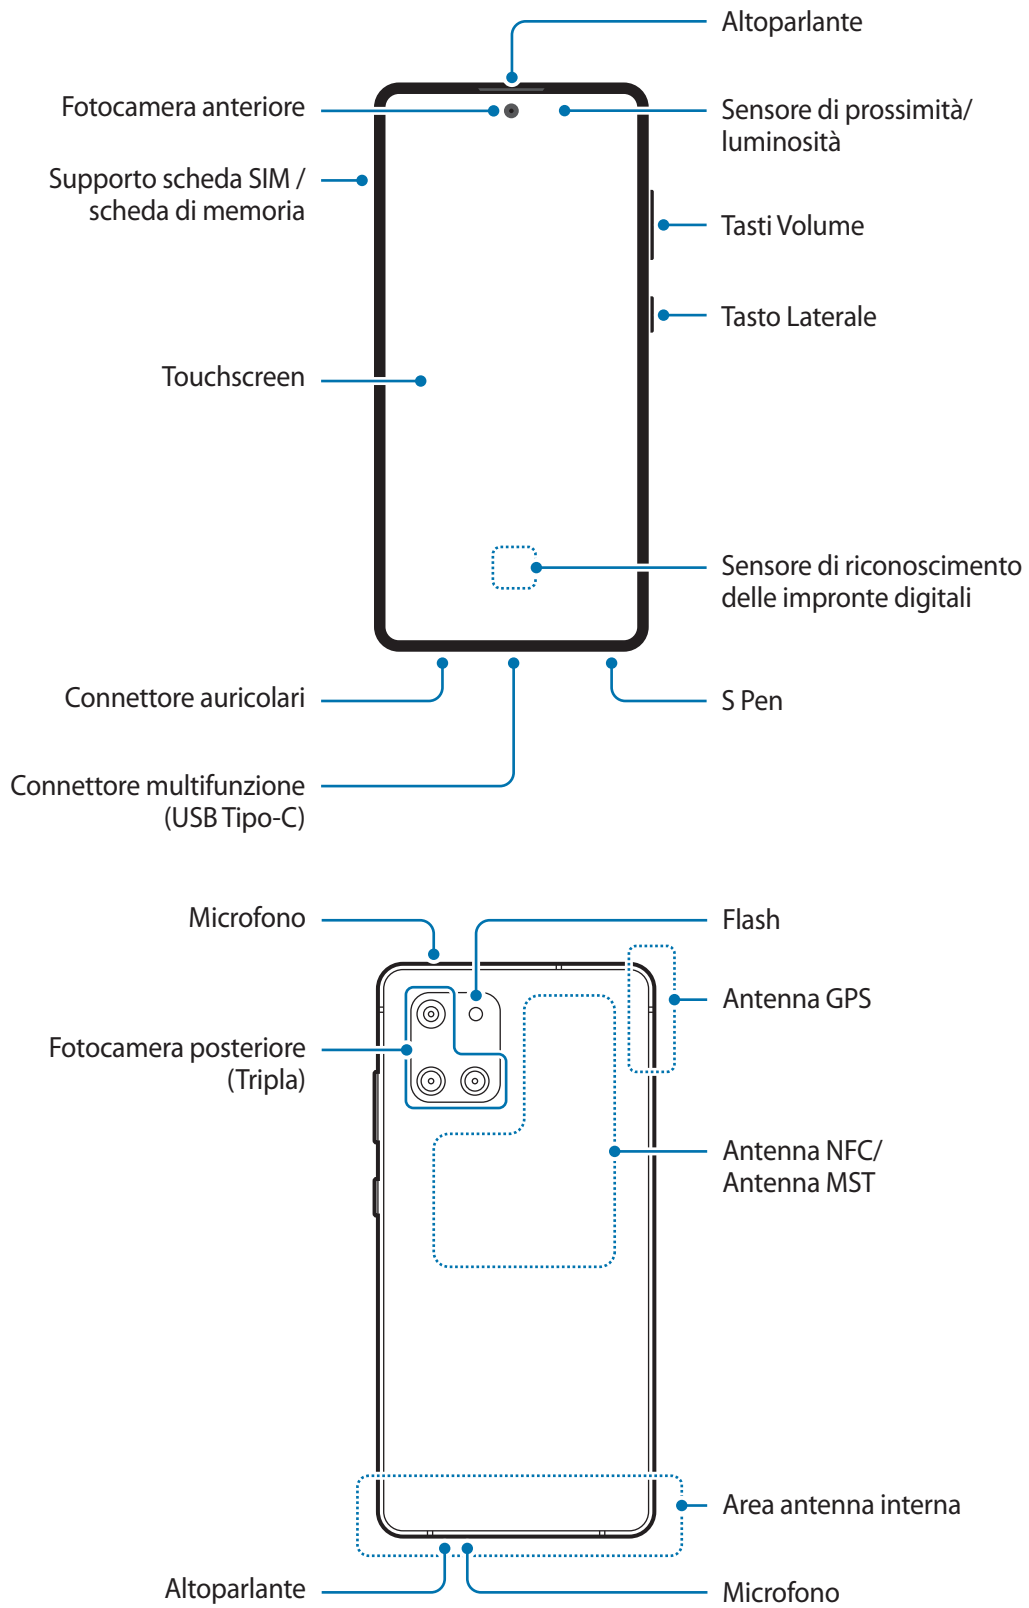 Altoparlante
Fotocamera anteriore
Sensore di prossimità/
luminosità
Supporto scheda SIM /
scheda di memoria
Tasti Volume
Tasto Laterale
Touchscreen
Sensore di riconoscimento
delle impronte digitali
Connettore auricolari
S Pen
Connettore multifunzione
(USB Tipo-C)
Microfono
Flash
Antenna GPS
Fotocamera posteriore
(Tripla)
Antenna NFC/
Antenna MST
Area antenna interna
Altoparlante
Microfono